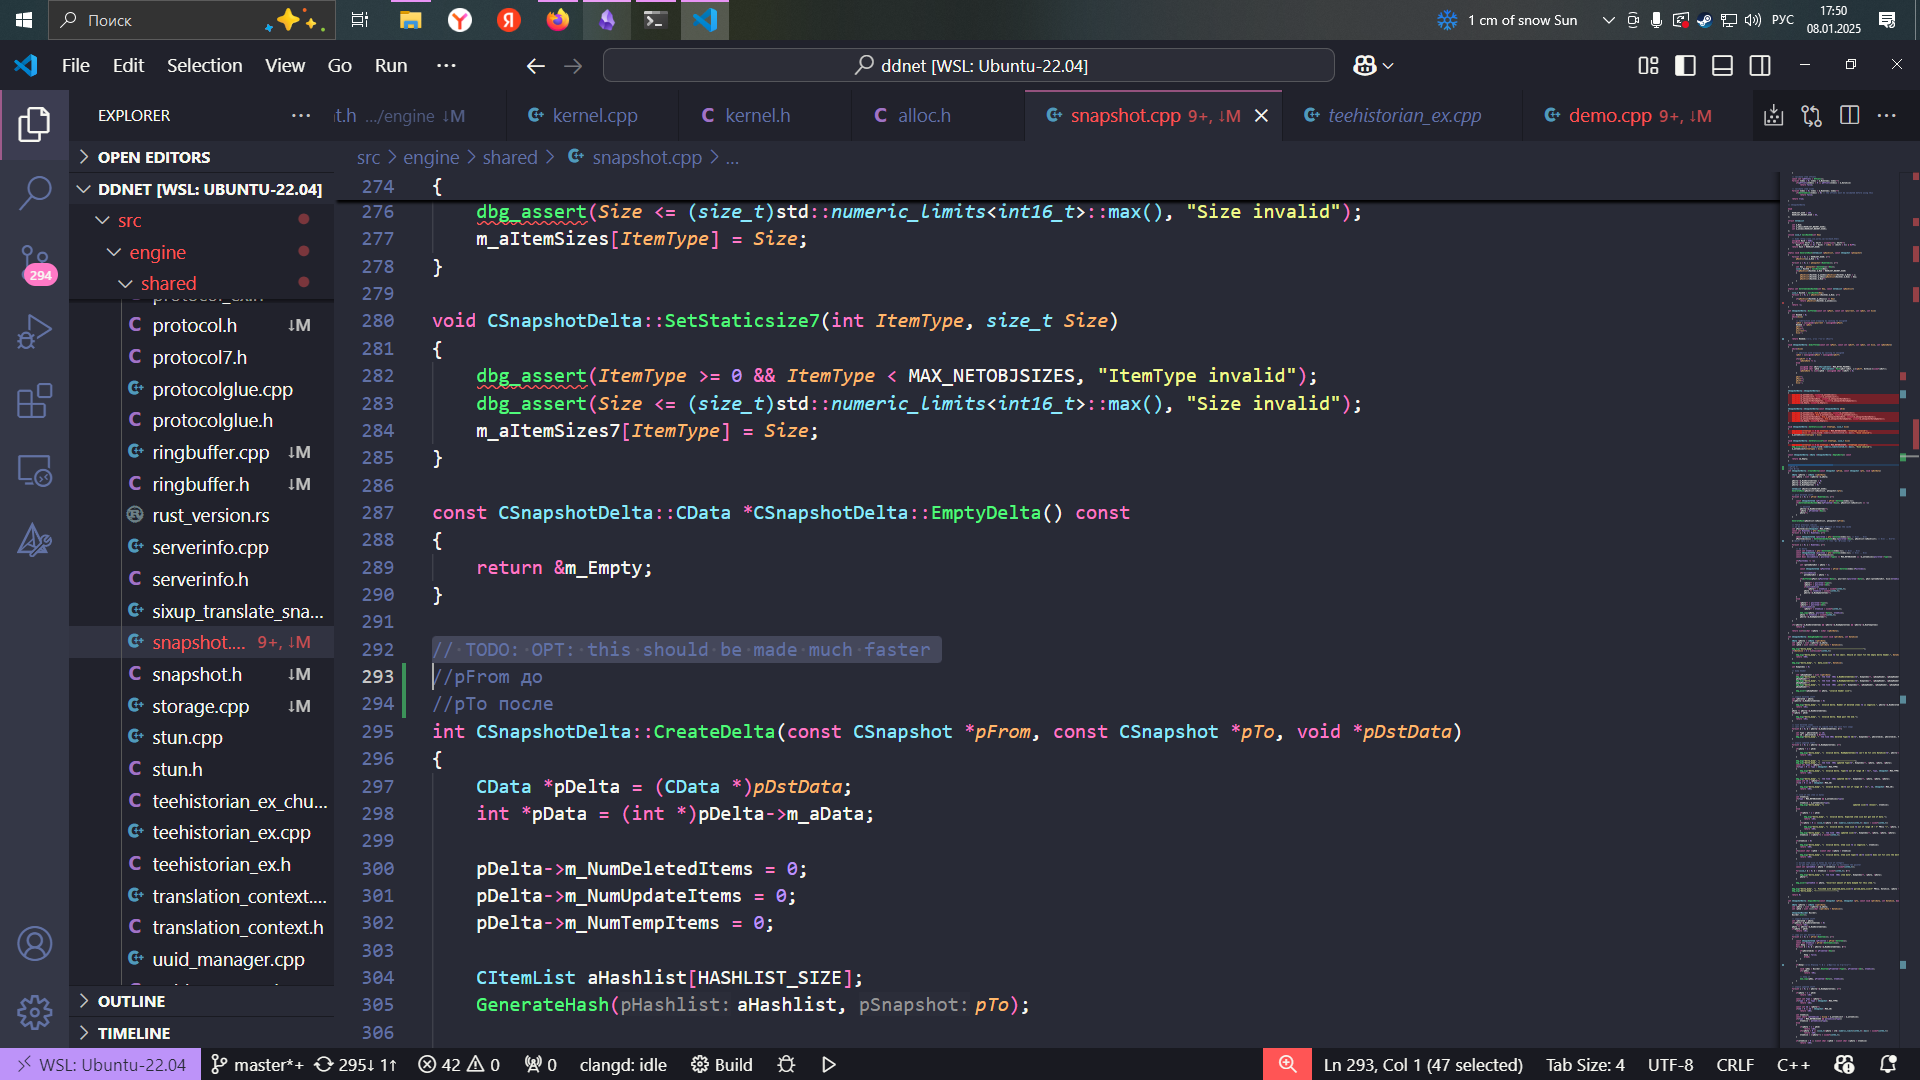 Поиск
1 cm of snow Sun
РУС
17:50
08.01.2025
File Edit Selection View Go Run ···
ddnet [WSL: Ubuntu-22.04]
EXPLORER
t.h .../engine ↓M
kernel.cpp
kernel.h
alloc.h
snapshot.cpp 9+, ↓M
teehistorian_ex.cpp
demo.cpp 9+, ↓M
OPEN EDITORS
src > engine > shared > snapshot.cpp > ...
DDNET [WSL: UBUNTU-22.04]
src
engine
shared
294
protocol_ex.h
protocol.h ↓M
protocol7.h
protocolglue.cpp
protocolglue.h
ringbuffer.cpp ↓M
ringbuffer.h ↓M
rust_version.rs
serverinfo.cpp
serverinfo.h
sixup_translate_sna...
snapshot.... 9+, ↓M
snapshot.h ↓M
storage.cpp ↓M
stun.cpp
stun.h
teehistorian_ex_chu...
teehistorian_ex.cpp
teehistorian_ex.h
translation_context....
translation_context.h
uuid_manager.cpp
OUTLINE
TIMELINE
274 {
276 dbg_assert(Size <= (size_t)std::numeric_limits<int16_t>::max(), "Size invalid");
277 m_aItemSizes[ItemType] = Size;
278 }
279
280 void CSnapshotDelta::SetStaticsize7(int ItemType, size_t Size)
281 {
282 dbg_assert(ItemType >= 0 && ItemType < MAX_NETOBJSIZES, "ItemType invalid");
283 dbg_assert(Size <= (size_t)std::numeric_limits<int16_t>::max(), "Size invalid");
284 m_aItemSizes7[ItemType] = Size;
285 }
286
287 const CSnapshotDelta::CData *CSnapshotDelta::EmptyDelta() const
288 {
289 return &m_Empty;
290 }
291
292 // TODO: OPT: this should be made much faster
293 //pFrom до
294 //pTo после
295 int CSnapshotDelta::CreateDelta(const CSnapshot *pFrom, const CSnapshot *pTo, void *pDstData)
296 {
297 CData *pDelta = (CData *)pDstData;
298 int *pData = (int *)pDelta->m_aData;
299
300 pDelta->m_NumDeletedItems = 0;
301 pDelta->m_NumUpdateItems = 0;
302 pDelta->m_NumTempItems = 0;
303
304 CItemList aHashlist[HASHLIST_SIZE];
305 GenerateHash(pHashlist: aHashlist, pSnapshot: pTo);
306
WSL: Ubuntu-22.04 master*+ 295↓ 1↑ 42 0 0 clangd: idle Build Ln 293, Col 1 (47 selected) Tab Size: 4 UTF-8 CRLF C++